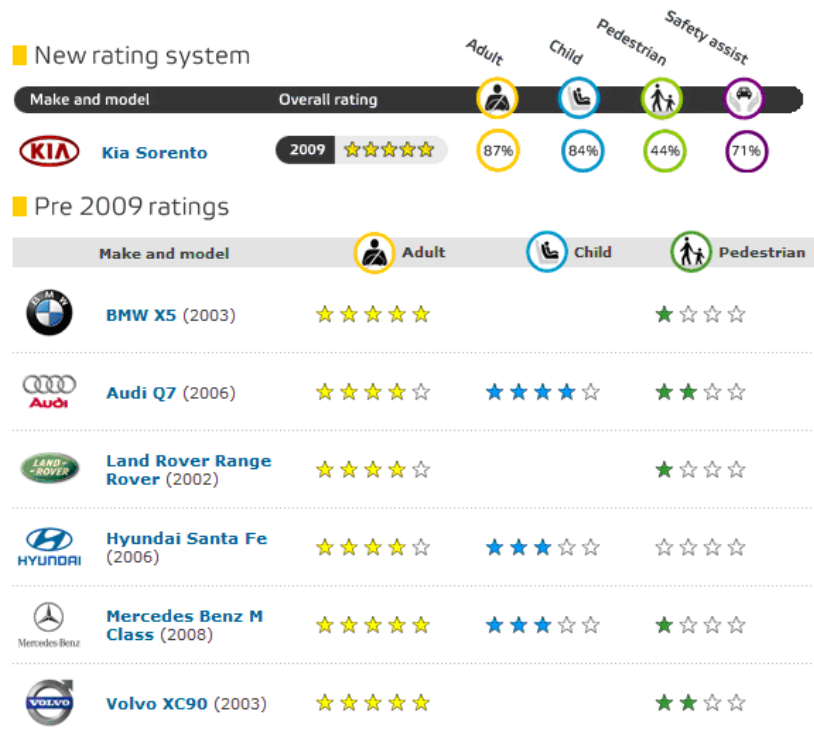 New rating system
Adult Child Pedestrian Safety assist
Make and model Overall rating
KIA Kia Sorento 2009 87% 84% 44% 71%
Pre 2009 ratings
Make and model Adult Child Pedestrian
BMW BMW X5 (2003)
Audi Audi Q7 (2006)
LAND-
-ROVER
Land Rover Range
Rover (2002)
HYUNDAI
Hyundai Santa Fe
(2006)
Mercedes Benz
Mercedes Benz M
Class (2008)
VOLVO Volvo XC90 (2003)